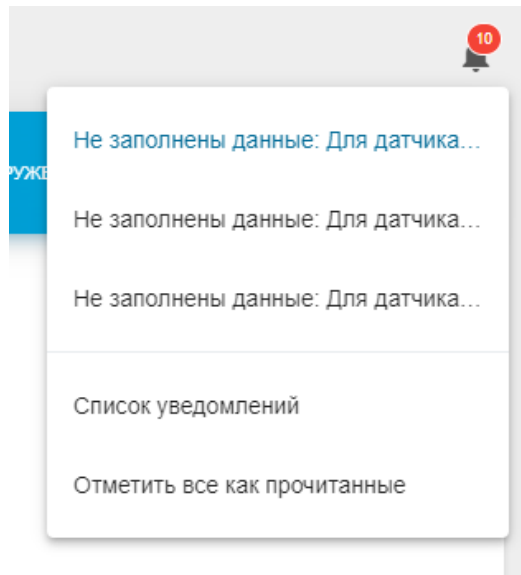 10
Не заполнены данные: Для датчика...
РУЖЕ
Не заполнены данные: Для датчика...
Не заполнены данные: Для датчика...
Список уведомлений
Отметить все как прочитанные